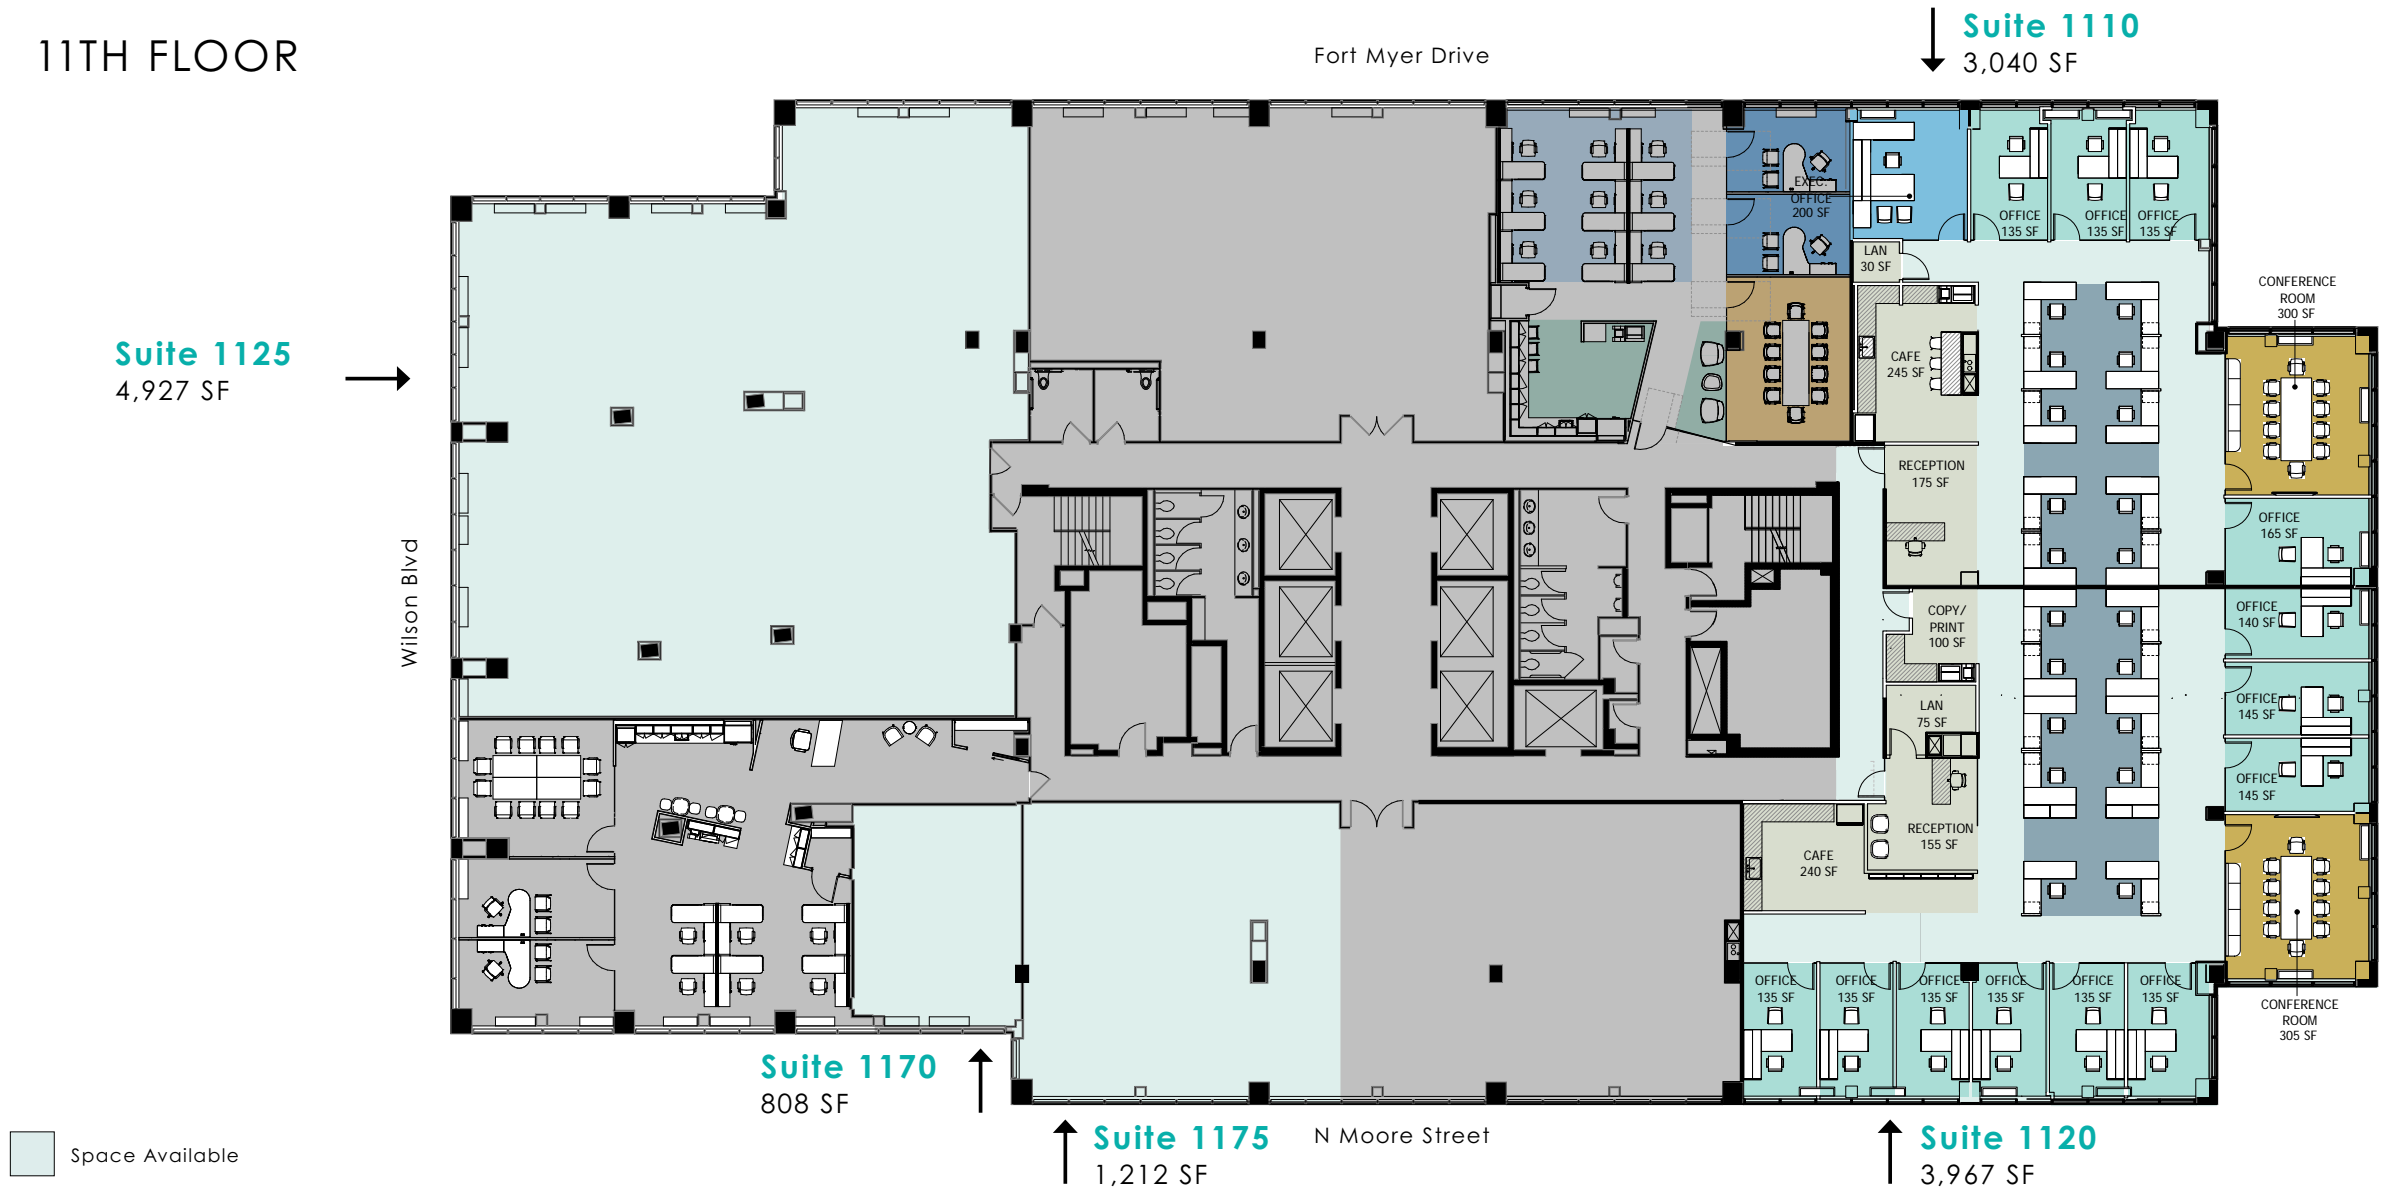 11TH FLOOR
Fort Myer Drive
Suite 1110
3,040 SF
Suite 1125
4,927 SF
Wilson Blvd
EXEC.
OFFICE
200 SF
OFFICE
135 SF
OFFICE
135 SF
OFFICE
135 SF
LAN
30 SF
CONFERENCE
ROOM
300 SF
CAFE
245 SF
RECEPTION
175 SF
OFFICE
165 SF
COPY/
PRINT
100 SF
OFFICE
140 SF
LAN
75 SF
OFFICE
145 SF
OFFICE
145 SF
RECEPTION
155 SF
CAFE
240 SF
OFFICE
135 SF
OFFICE
135 SF
OFFICE
135 SF
OFFICE
135 SF
OFFICE
135 SF
OFFICE
135 SF
CONFERENCE
ROOM
305 SF
Suite 1170
808 SF
Suite 1175
1,212 SF
N Moore Street
Suite 1120
3,967 SF
Space Available